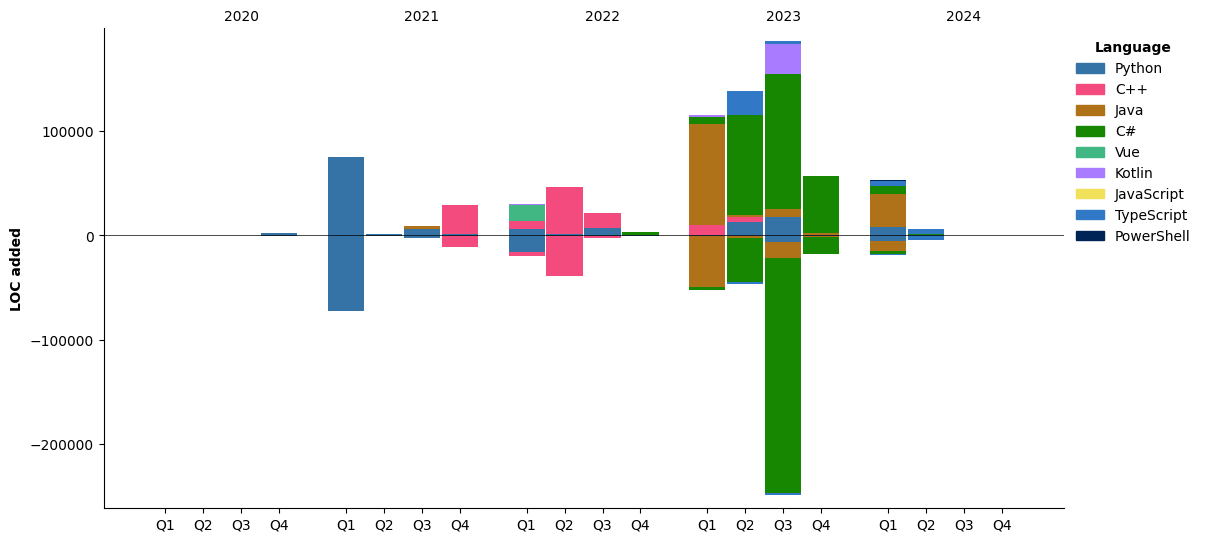 2020 2021 2022 2023 2024
Language
Python
C++
Java
C#
Vue
Kotlin
JavaScript
TypeScript
PowerShell
LOC added
100000
0
−100000
−200000
Q1 Q2 Q3 Q4 Q1 Q2 Q3 Q4 Q1 Q2 Q3 Q4 Q1 Q2 Q3 Q4 Q1 Q2 Q3 Q4